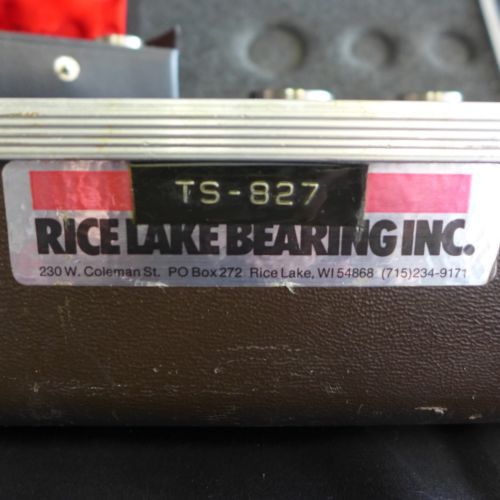 TS-827
RICE LAKE BEARING INC.
230 W. Coleman St. PO Box 272 Rice Lake, WI 54868 (715)234-9171